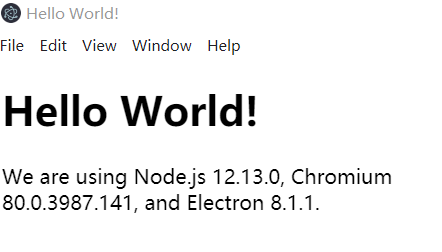 Hello World!
File Edit View Window Help
Hello World!
We are using Node.js 12.13.0, Chromium
80.0.3987.141, and Electron 8.1.1.